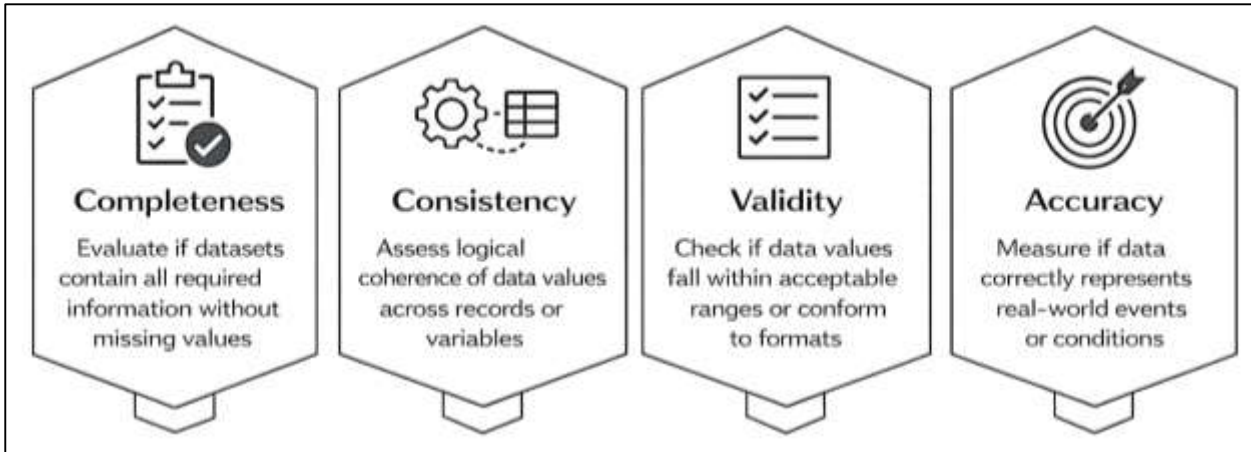 Completeness
Evaluate if datasets
contain all required
information without
missing values
Consistency
Assess logical
coherence of data values
across records or
variables
Validity
Check if data values
fall within acceptable
ranges or conform
to formats
Accuracy
Measure if data
correctly represents
real-world events
or conditions